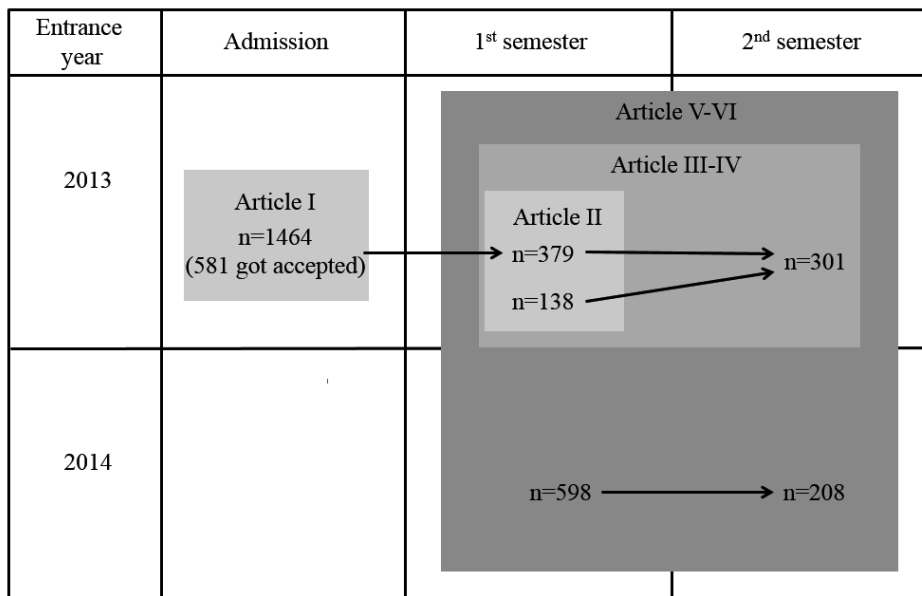 Entrance
year
Admission
1st semester
2nd semester
Article V-VI
Article III-IV
2013
Article I
n=1464
(581 got accepted)
Article II
n=379
n=138
n=301
2014
n=598
n=208